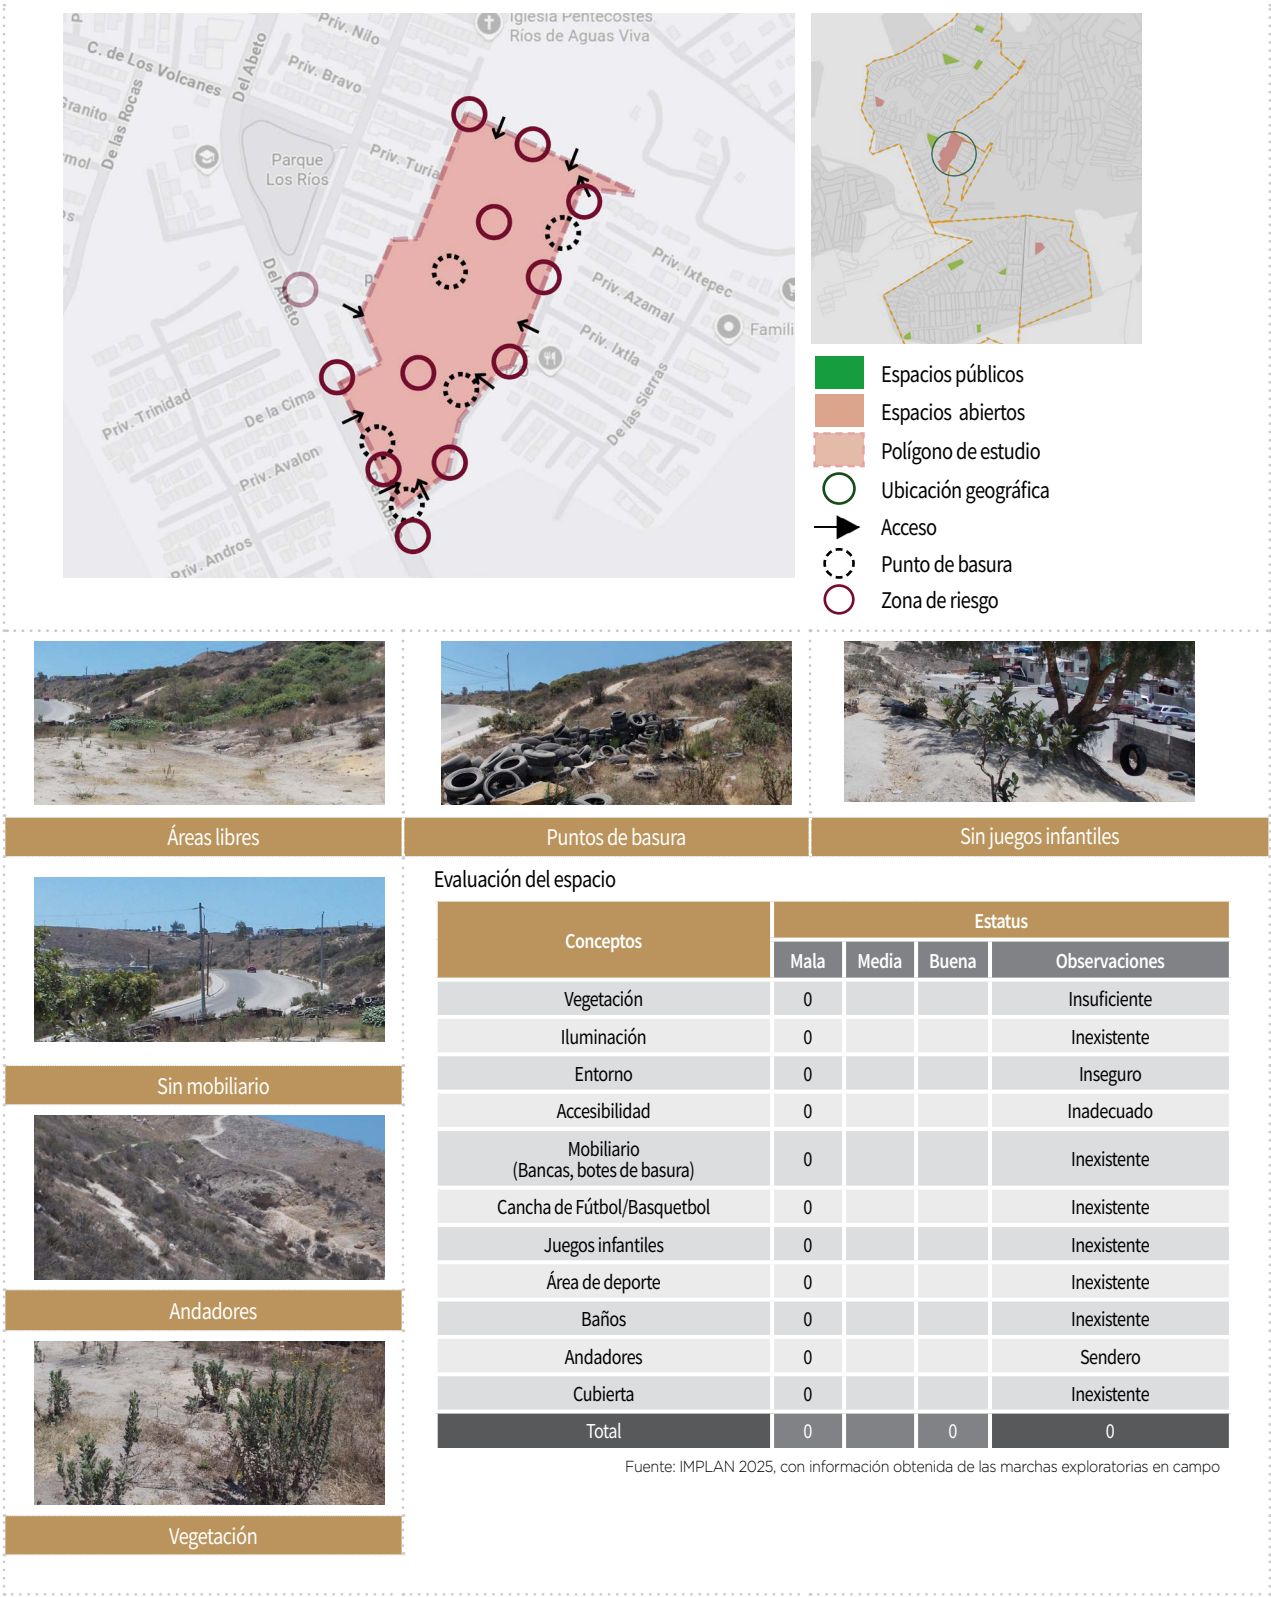 Iglesia Pentecostes
Ríos de Aguas Viva
Priv. Nilo
C. de Los Volcanes
Del Abeto
Priv. Bravo
Granito
De las Rocas
Parque
Los Ríos
Priv. Turia
Del Abeto
Priv. Ixtepec
Priv. Azamal
Famili
Priv. Ixtla
De las Sierras
Priv. Trinidad
De la Cima
Priv. Avalon
Del Abeto
Priv. Andros
Espacios públicos
Espacios abiertos
Polígono de estudio
Ubicación geográfica
Acceso
Punto de basura
Zona de riesgo
Áreas libres
Puntos de basura
Sin juegos infantiles
Sin mobiliario
Andadores
Vegetación
Evaluación del espacio
Conceptos Estatus
Mala Media Buena Observaciones
Vegetación 0 Insuficiente
Iluminación 0 Inexistente
Entorno 0 Inseguro
Accesibilidad 0 Inadecuado
Mobiliario
(Bancas, botes de basura) 0 Inexistente
Cancha de Fútbol/Basquetbol 0 Inexistente
Juegos infantiles 0 Inexistente
Área de deporte 0 Inexistente
Baños 0 Inexistente
Andadores 0 Sendero
Cubierta 0 Inexistente
Total 0 0 0
Fuente: IMPLAN 2025, con información obtenida de las marchas exploratorias en campo